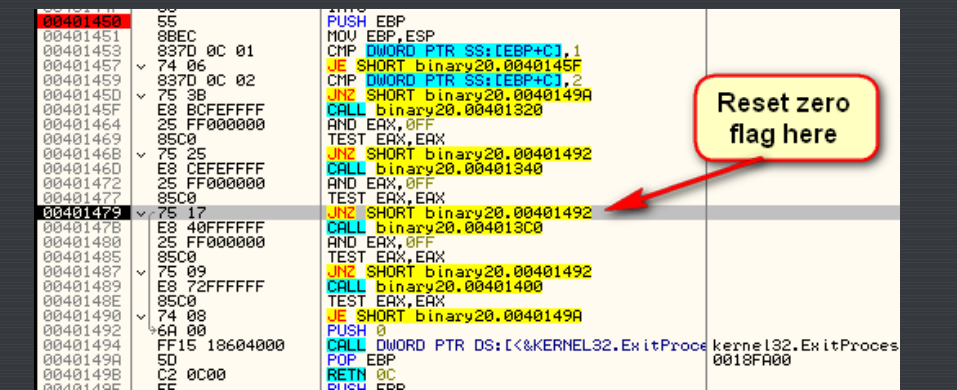 00401450 55 PUSH EBP
00401451 8BEC MOV EBP,ESP
00401453 837D 0C 01 CMP DWORD PTR SS:[EBP+C],1
00401457 74 06 JE SHORT binary20.0040145F
00401459 837D 0C 02 CMP DWORD PTR SS:[EBP+C],2
0040145D 75 3B JNZ SHORT binary20.0040149A
0040145F E8 BCFEFFFF CALL binary20.00401320
00401464 25 FF000000 AND EAX,0FF
00401469 85C0 TEST EAX,EAX
0040146B 75 25 JNZ SHORT binary20.00401492
0040146D E8 CEFEFFFF CALL binary20.00401340
00401472 25 FF000000 AND EAX,0FF
00401477 85C0 TEST EAX,EAX
00401479 75 17 JNZ SHORT binary20.00401492
0040147B E8 40FFFFFF CALL binary20.004013C0
00401480 25 FF000000 AND EAX,0FF
00401485 85C0 TEST EAX,EAX
00401487 75 09 JNZ SHORT binary20.00401492
00401489 E8 72FFFFFF CALL binary20.00401400
0040148E 85C0 TEST EAX,EAX
00401490 74 08 JE SHORT binary20.0040149A
00401492 6A 00 PUSH 0
00401494 FF15 18604000 CALL DWORD PTR DS:[<&KERNEL32.ExitProce kernel32.ExitProces
0040149A 5D POP EBP 0018FA00
0040149B C2 0C00 RETN 0C
Reset zero
flag here